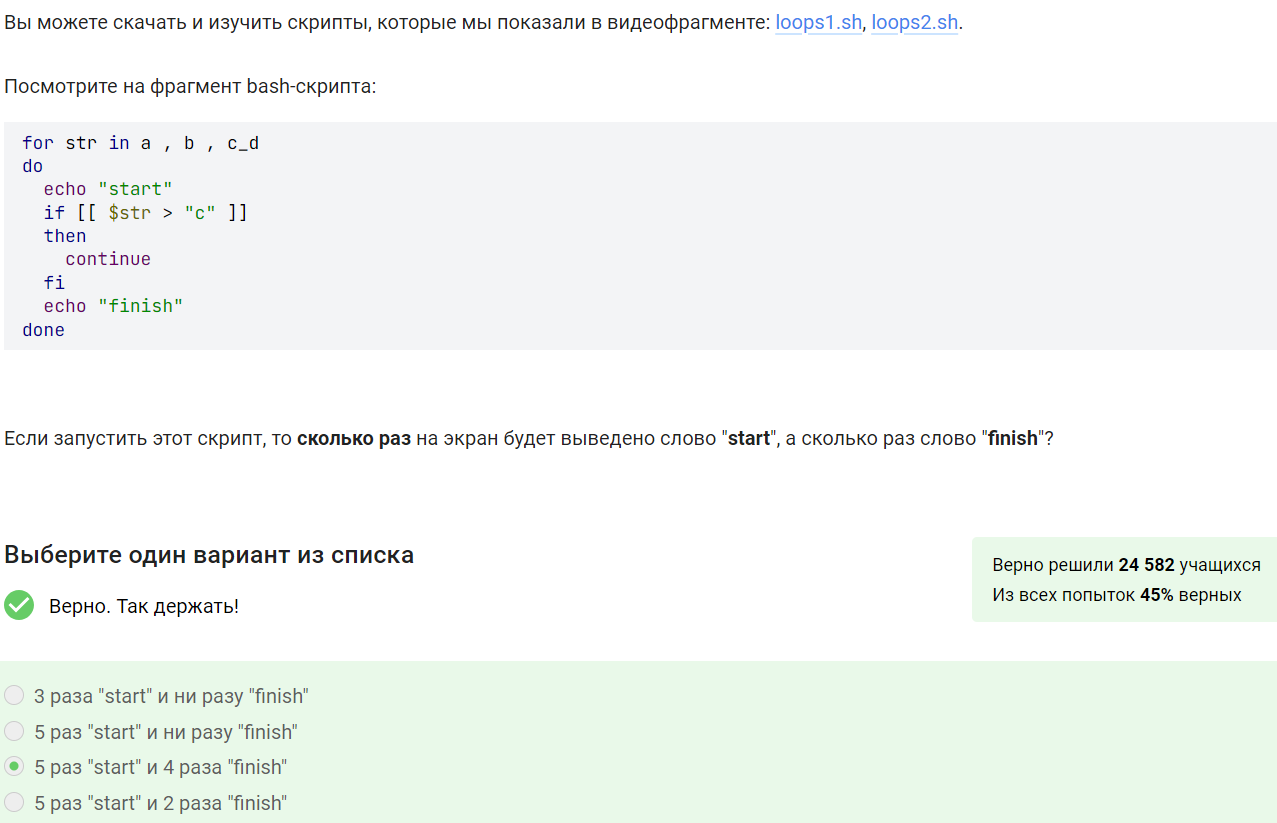 Вы можете скачать и изучить скрипты, которые мы показали в видеофрагменте: loops1.sh, loops2.sh.
Посмотрите на фрагмент bash-скрипта:
for str in a , b , c_d
do
  echo "start"
  if [[ $str > "c" ]]
  then
    continue
  fi
  echo "finish"
done
Если запустить этот скрипт, то сколько раз на экран будет выведено слово "start", а сколько раз слово "finish"?
Выберите один вариант из списка
Верно. Так держать!
Верно решили 24 582 учащихся
Из всех попыток 45% верных
3 раза "start" и ни разу "finish"
5 раз "start" и ни разу "finish"
5 раз "start" и 4 раза "finish"
5 раз "start" и 2 раза "finish"